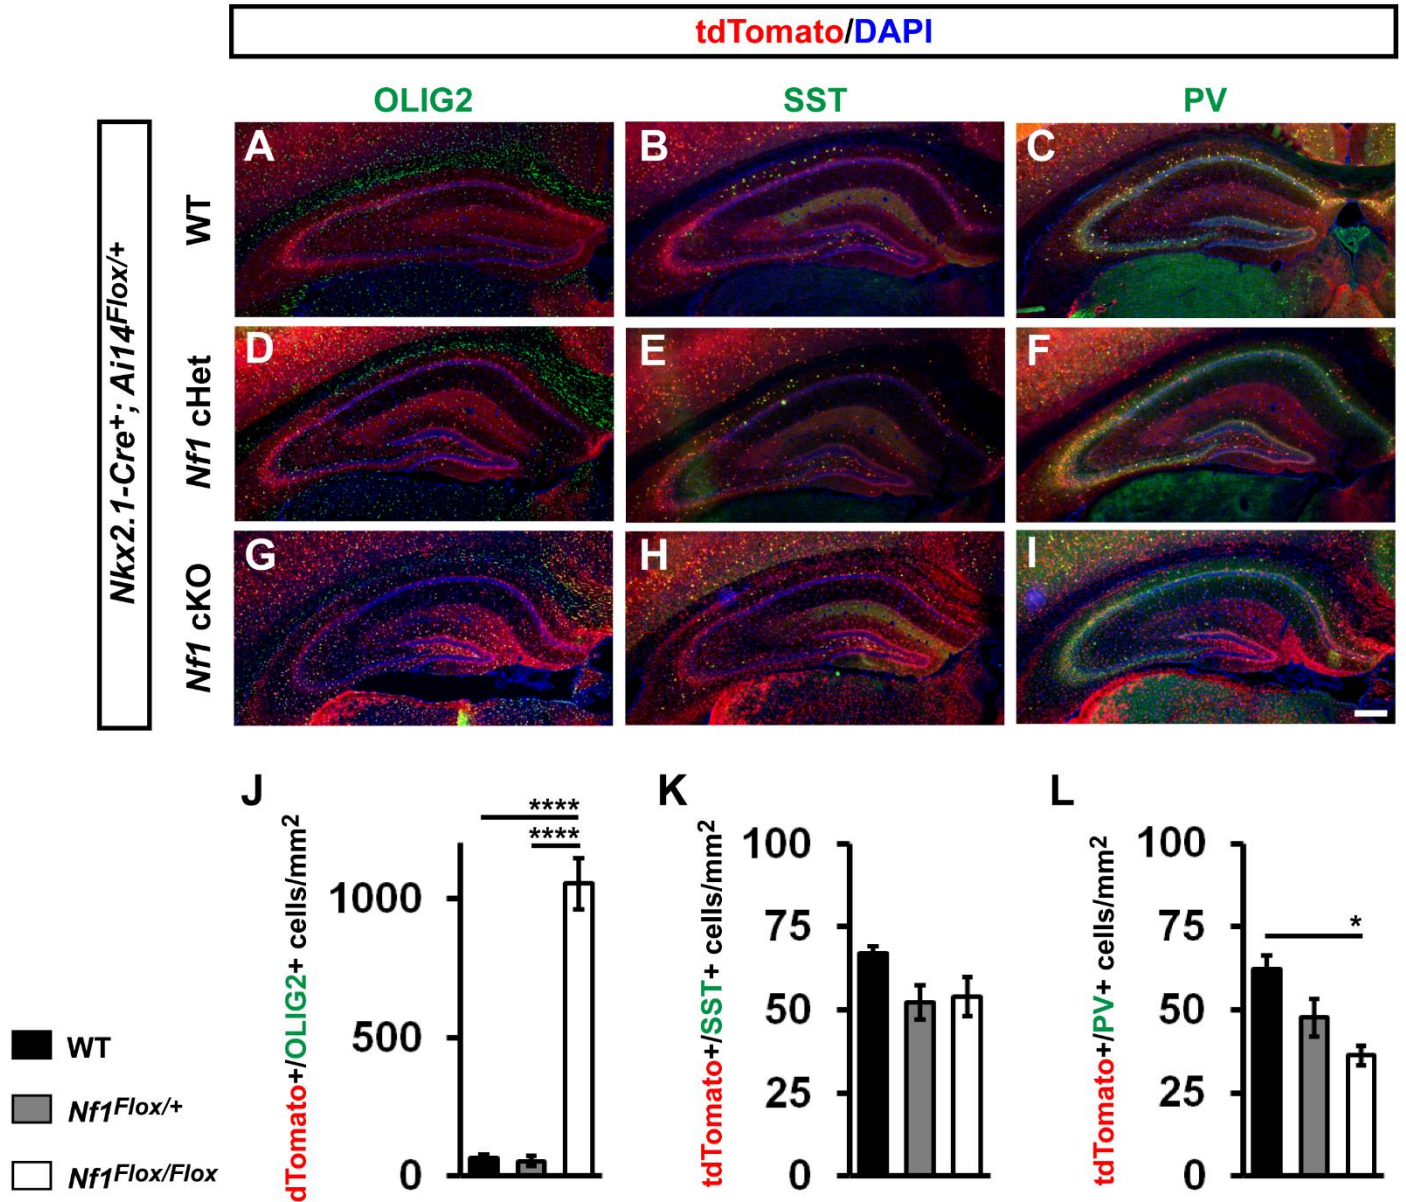 tdTomato/DAPI
OLIG2
SST
PV
Nkx2.1-Cre+; Ai14Flox/+
WT
Nf1 cHet
Nf1 cKO
A
B
C
D
E
F
G
H
I
J
dTomato+/OLIG2+ cells/mm2
1000
500
0
****
****
K
tdTomato+/SST+ cells/mm2
100
75
50
25
0
L
tdTomato+/PV+ cells/mm2
100
75
50
25
0
*
WT
Nf1Flox/+
Nf1Flox/Flox